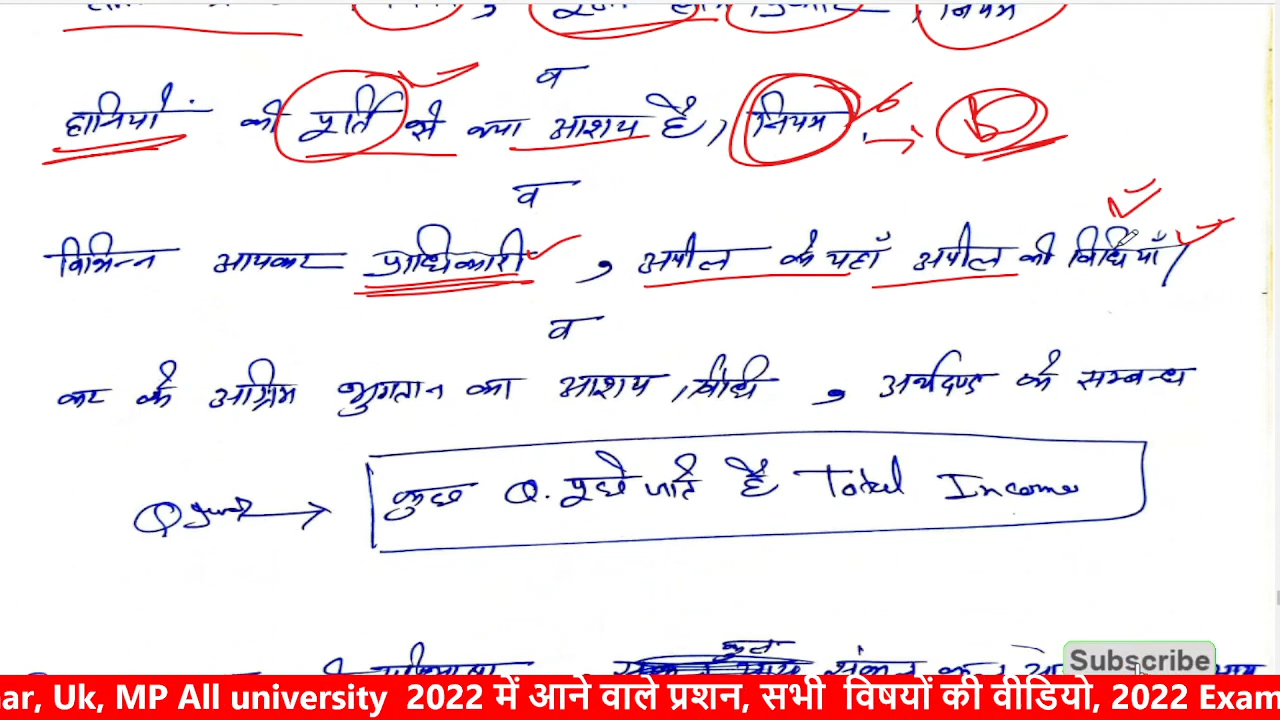 नियम
व
हानियों की पूर्ति से क्या आशय है, नियम
व
विभिन्न आयकर प्राधिकारी, अपील के यहाँ अपील की विधियाँ
व
कर के अग्रिम भुगतान का आशय, विधि, अर्थदण्ड के सम्बन्ध
कुछ Q. पूछे जाते है Total Income
कुल
Subscribe
ar, Uk, MP All university 2022 में आने वाले प्रशन, सभी विषयों की वीडियो, 2022 Exam